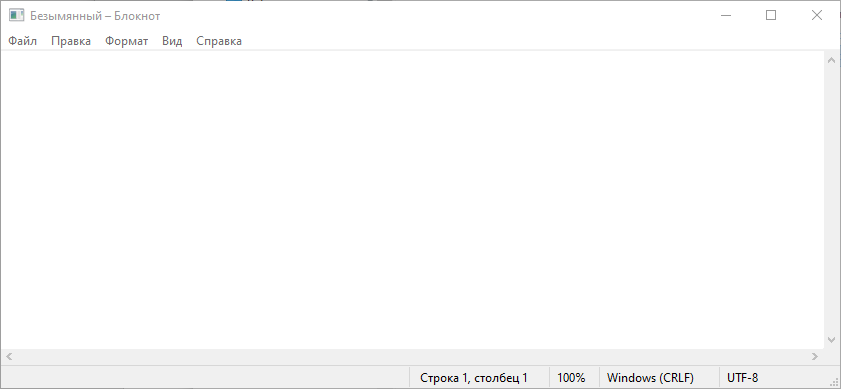 Безымянный – Блокнот
Файл Правка Формат Вид Справка
Строка 1, столбец 1 100% Windows (CRLF) UTF-8